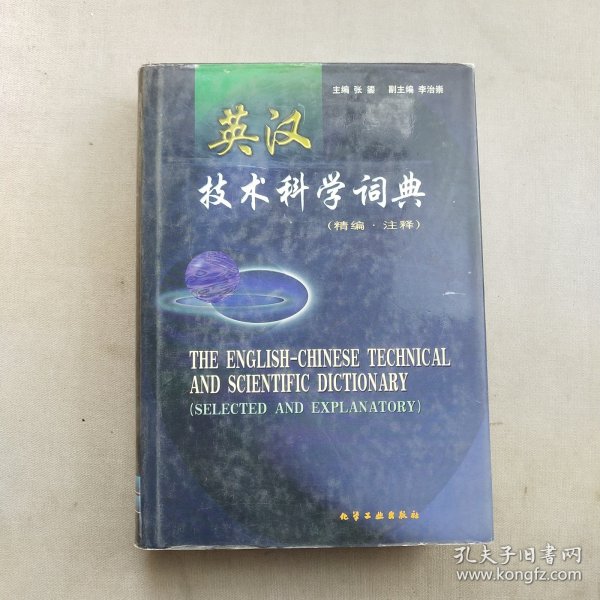 主编 张鎏 副主编 李治崇
英汉
技术科学词典
(精编·注释)
THE ENGLISH-CHINESE TECHNICAL
AND SCIENTIFIC DICTIONARY
(SELECTED AND EXPLANATORY)
化学工业出版社
孔夫子旧书网
www.kongfz.com